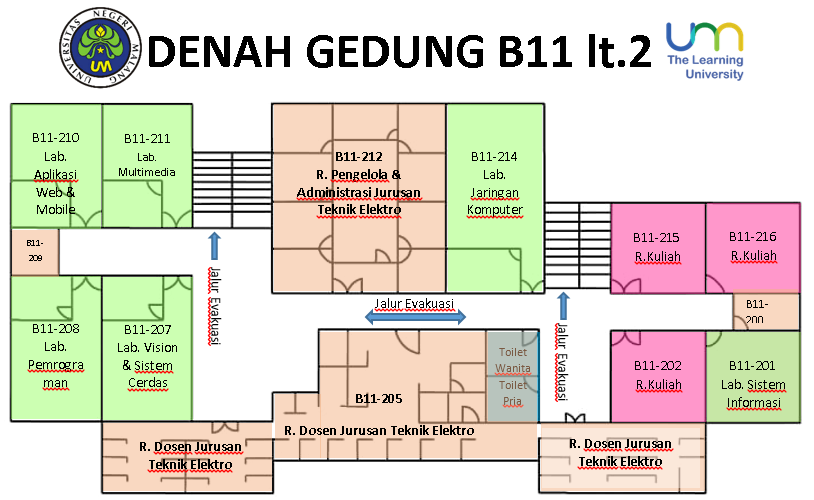 UNIVERSITAS NEGERI MALANG
UM
DENAH GEDUNG B11 lt.2
um
The Learning
University
B11-210
Lab.
Aplikasi
Web &
Mobile
B11-211
Lab.
Multimedia
B11-212
R. Pengelola &
Administrasi Jurusan
Teknik Elektro
B11-214
Lab.
Jaringan
Komputer
B11-
209
B11-215
R.Kuliah
B11-216
R.Kuliah
Jalur Evakuasi
Jalur Evakuasi
Jalur Evakuasi
B11-
200
B11-208
Lab.
Pemrogra
man
B11-207
Lab. Vision
& Sistem
Cerdas
B11-205
R. Dosen Jurusan Teknik Elektro
Toilet
Wanita
Toilet
Pria
B11-202
R.Kuliah
B11-201
Lab. Sistem
Informasi
R. Dosen Jurusan
Teknik Elektro
R. Dosen Jurusan
Teknik Elektro